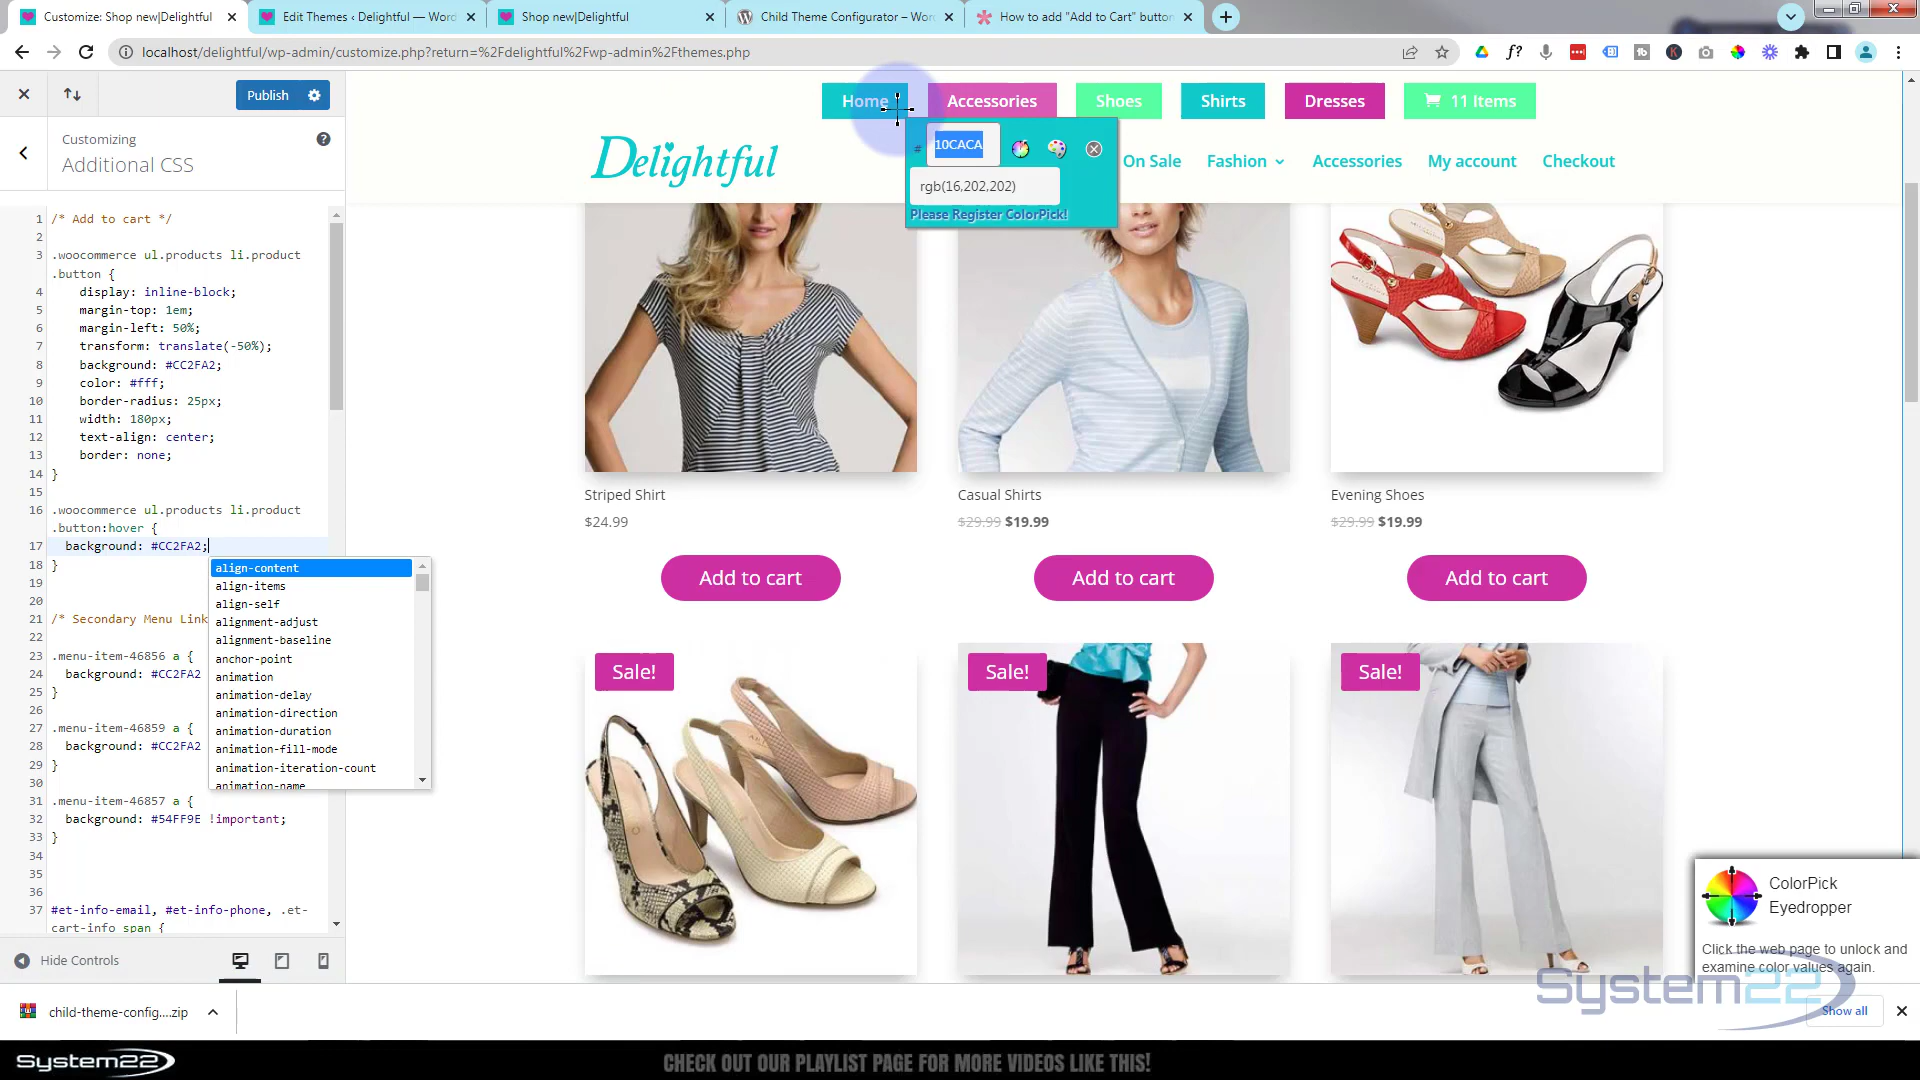 Customize: Shop new|Delightful
Edit Themes ‹ Delightful — Word
Shop new|Delightful
Child Theme Configurator – Wor
How to add "Add to Cart" button
localhost/delightful/wp-admin/customize.php?return=%2Fdelightful%2Fwp-admin%2Fthemes.php
Publish
Customizing
Additional CSS
1 /* Add to cart */
2
3 .woocommerce ul.products li.product
.button {
4 display: inline-block;
5 margin-top: 1em;
6 margin-left: 50%;
7 transform: translate(-50%);
8 background: #CC2FA2;
9 color: #fff;
10 border-radius: 25px;
11 width: 180px;
12 text-align: center;
13 border: none;
14 }
15
16 .woocommerce ul.products li.product
.button:hover {
17 background: #CC2FA2;
18 }
19
20
21 /* Secondary Menu Link
22
23 .menu-item-46856 a {
24 background: #CC2FA2
25 }
26
27 .menu-item-46859 a {
28 background: #CC2FA2
29 }
30
31 .menu-item-46857 a {
32 background: #54FF9E !important;
33 }
34
35
36
37 #et-info-email, #et-info-phone, .et-
cart-info span {
align-content
align-items
align-self
alignment-adjust
alignment-baseline
anchor-point
animation
animation-delay
animation-direction
animation-duration
animation-fill-mode
animation-iteration-count
animation-name
Hide Controls
Home
Accessories
Shoes
Shirts
Dresses
11 Items
# 10CACA
rgb(16,202,202)
Please Register ColorPick!
Delightful
On Sale
Fashion
Accessories
My account
Checkout
Striped Shirt
$24.99
Add to cart
Casual Shirts
$29.99 $19.99
Add to cart
Evening Shoes
$29.99 $19.99
Add to cart
Sale!
Sale!
Sale!
ColorPick
Eyedropper
Click the web page to unlock and
examine color values again.
System22
child-theme-config....zip
Show all
System22
CHECK OUT OUR PLAYLIST PAGE FOR MORE VIDEOS LIKE THIS!